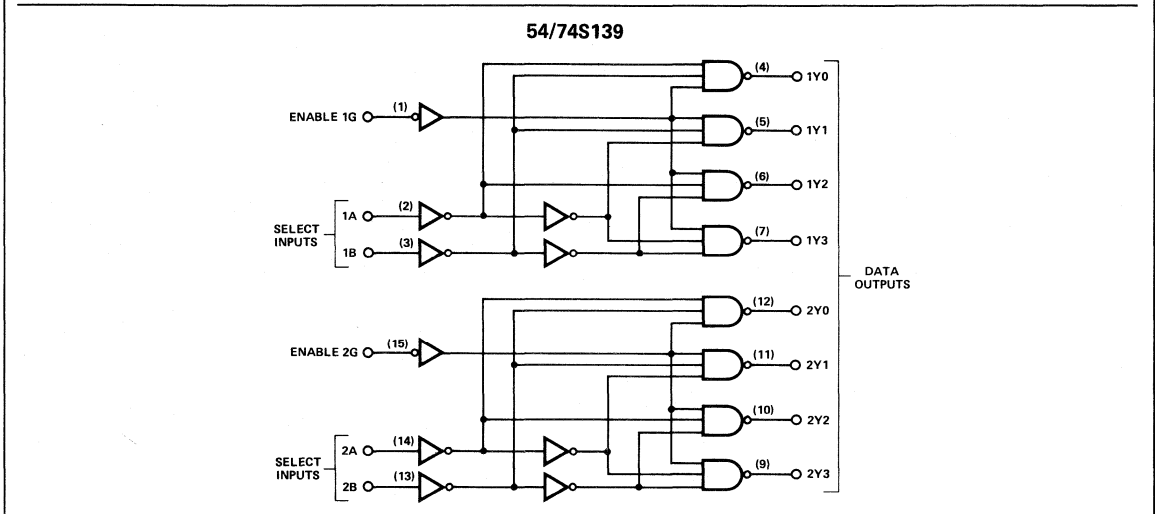 54/74S139
(4) 1Y0
ENABLE 1G (1)
(5) 1Y1
(6) 1Y2
SELECT INPUTS
1A (2)
1B (3)
(7) 1Y3
DATA OUTPUTS
(12) 2Y0
ENABLE 2G (15)
(11) 2Y1
(10) 2Y2
SELECT INPUTS
2A (14)
2B (13)
(9) 2Y3